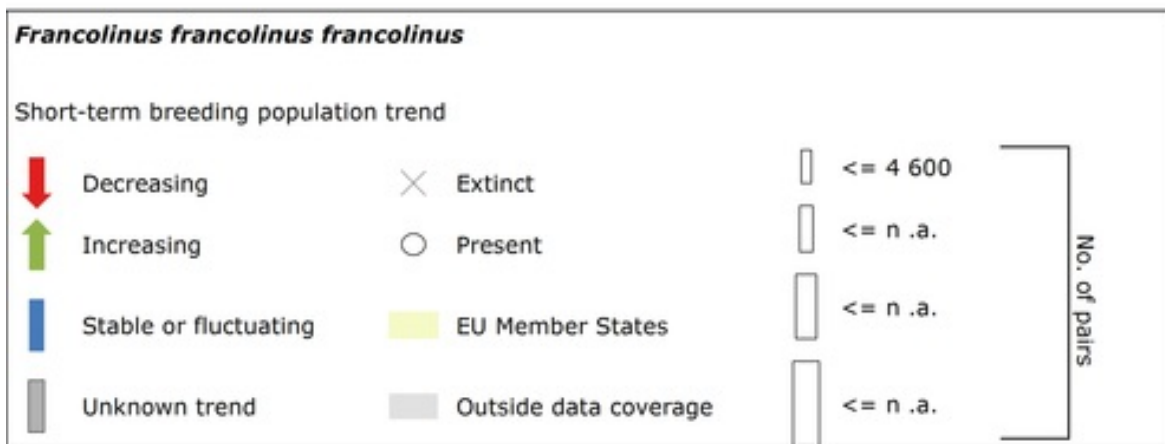 Francolinus francolinus francolinus
Short-term breeding population trend
Decreasing
Increasing
Stable or fluctuating
Unknown trend
Extinct
Present
EU Member States
Outside data coverage
<= 4 600
<= n .a.
<= n .a.
<= n .a.
No. of pairs